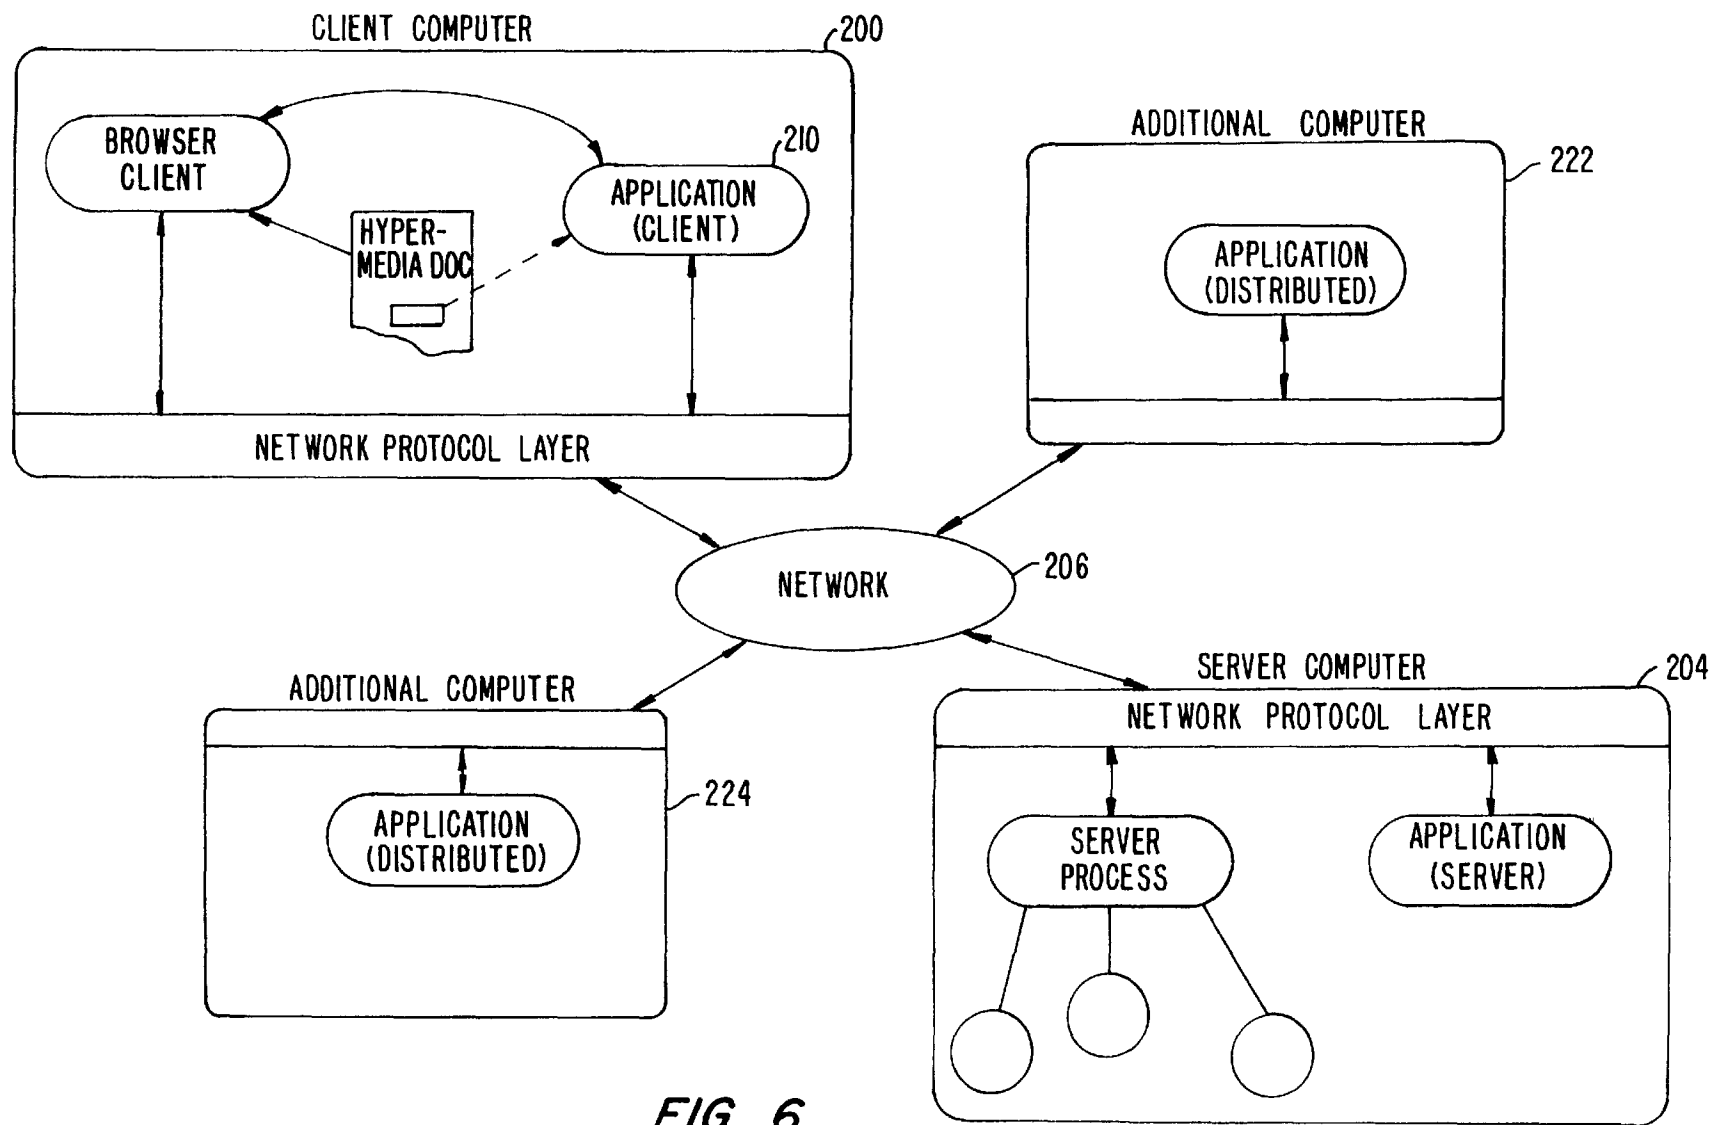 CLIENT COMPUTER
200
BROWSER
CLIENT
210
APPLICATION
(CLIENT)
HYPER-
MEDIA DOC
NETWORK PROTOCOL LAYER
ADDITIONAL COMPUTER
222
APPLICATION
(DISTRIBUTED)
NETWORK
206
ADDITIONAL COMPUTER
224
APPLICATION
(DISTRIBUTED)
SERVER COMPUTER
204
NETWORK PROTOCOL LAYER
SERVER
PROCESS
APPLICATION
(SERVER)
FIG 6